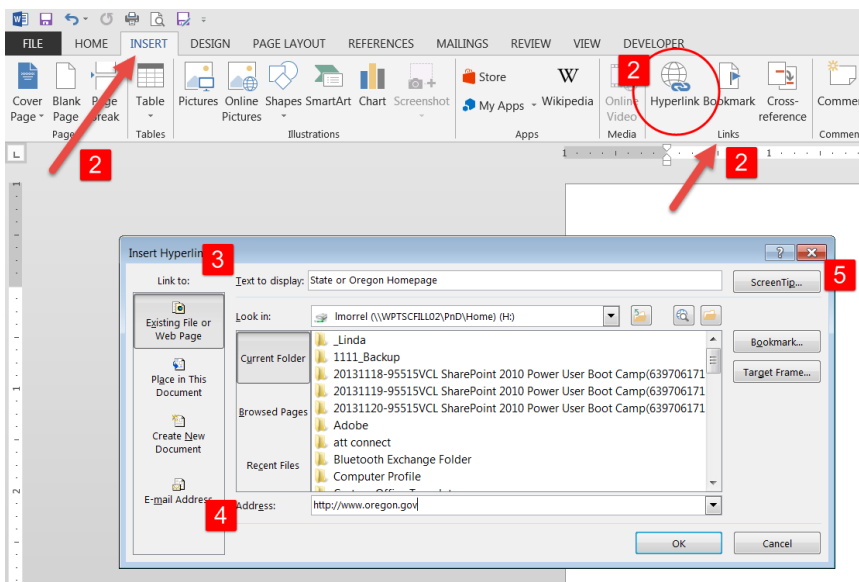 FILE HOME INSERT DESIGN PAGE LAYOUT REFERENCES MAILINGS REVIEW VIEW DEVELOPER
Store W 2
Cover Blank Page Table Pictures Online Shapes SmartArt Chart Screenshot My Apps Wikipedia Online Hyperlink Bookmark Cross-
Page Page Break Pictures Video reference
Pages Tables Illustrations Apps Media Links
L
1 1
2 2
Insert Hyperlink 3
Link to: Text to display: State or Oregon Homepage ScreenTip... 5
Existing File or
Web Page
Look in: lmorrel (\\WPTSCFILL02\PnD\Home) (H:)
Place in This
Document
Create New
Document
E-mail Address
Current Folder
Browsed Pages
Recent Files
_Linda
1111_Backup
20131118-95515VCL SharePoint 2010 Power User Boot Camp(639706171
20131119-95515VCL SharePoint 2010 Power User Boot Camp(639706171
20131120-95515VCL SharePoint 2010 Power User Boot Camp(639706171
Adobe
att connect
Bluetooth Exchange Folder
Computer Profile
Bookmark...
Target Frame...
4 Address: http://www.oregon.gov
OK Cancel